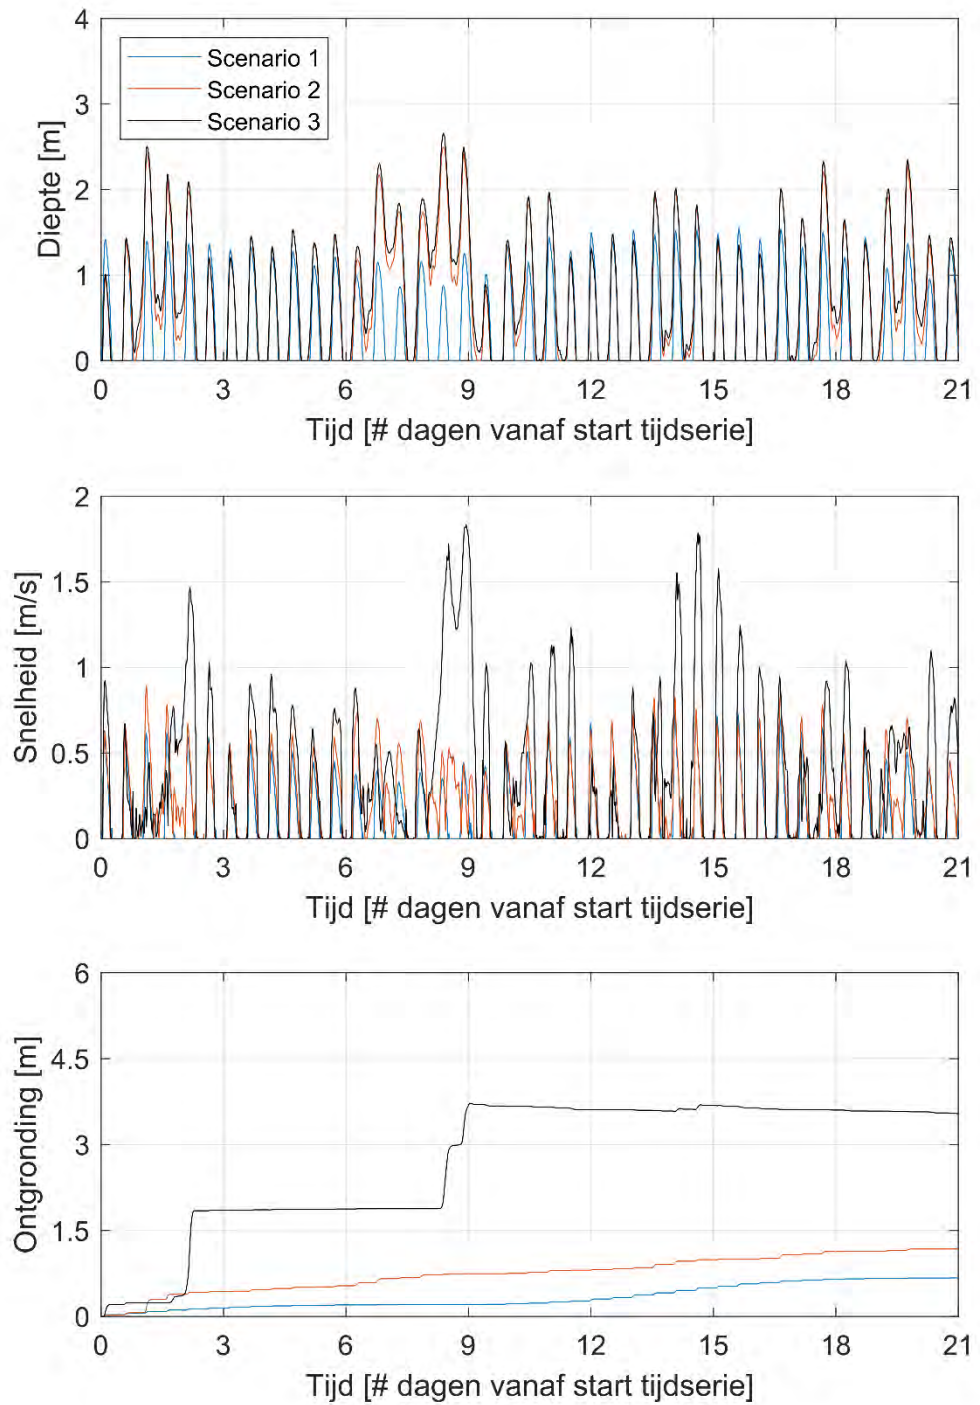 4
3
2
1
0
Diepte [m]
Scenario 1
Scenario 2
Scenario 3
0 3 6 9 12 15 18 21
Tijd [# dagen vanaf start tijdserie]
2
1.5
1
0.5
0
Snelheid [m/s]
0 3 6 9 12 15 18 21
Tijd [# dagen vanaf start tijdserie]
6
4.5
3
1.5
0
Ontgronding [m]
0 3 6 9 12 15 18 21
Tijd [# dagen vanaf start tijdserie]